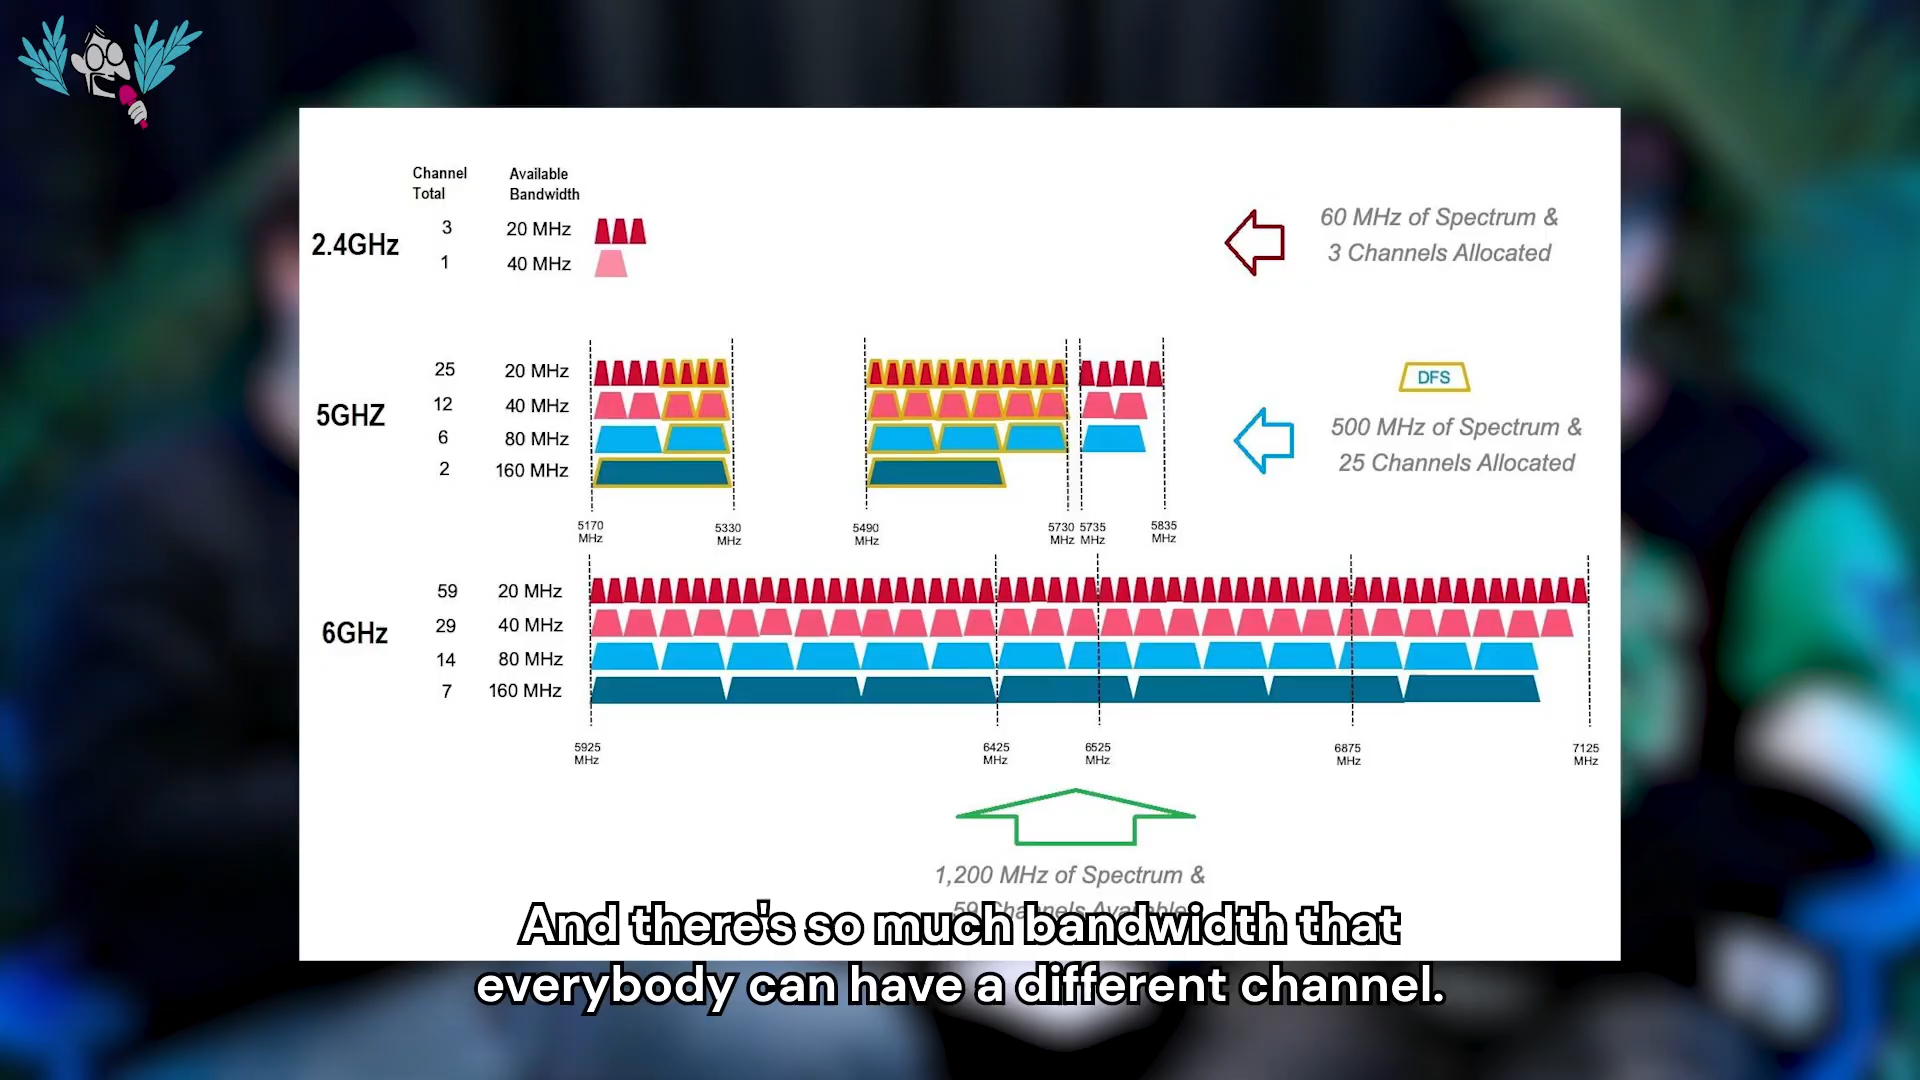 Channel Total
Available Bandwidth
2.4GHz
3 20 MHz
1 40 MHz
60 MHz of Spectrum &
3 Channels Allocated
5GHZ
25 20 MHz
12 40 MHz
6 80 MHz
2 160 MHz
DFS
500 MHz of Spectrum &
25 Channels Allocated
5170 MHz
5330 MHz
5490 MHz
5730 MHz
5735 MHz
5835 MHz
6GHz
59 20 MHz
29 40 MHz
14 80 MHz
7 160 MHz
5925 MHz
6425 MHz
6525 MHz
6875 MHz
7125 MHz
1,200 MHz of Spectrum &
59 Channels Available
And there's so much bandwidth that
everybody can have a different channel.